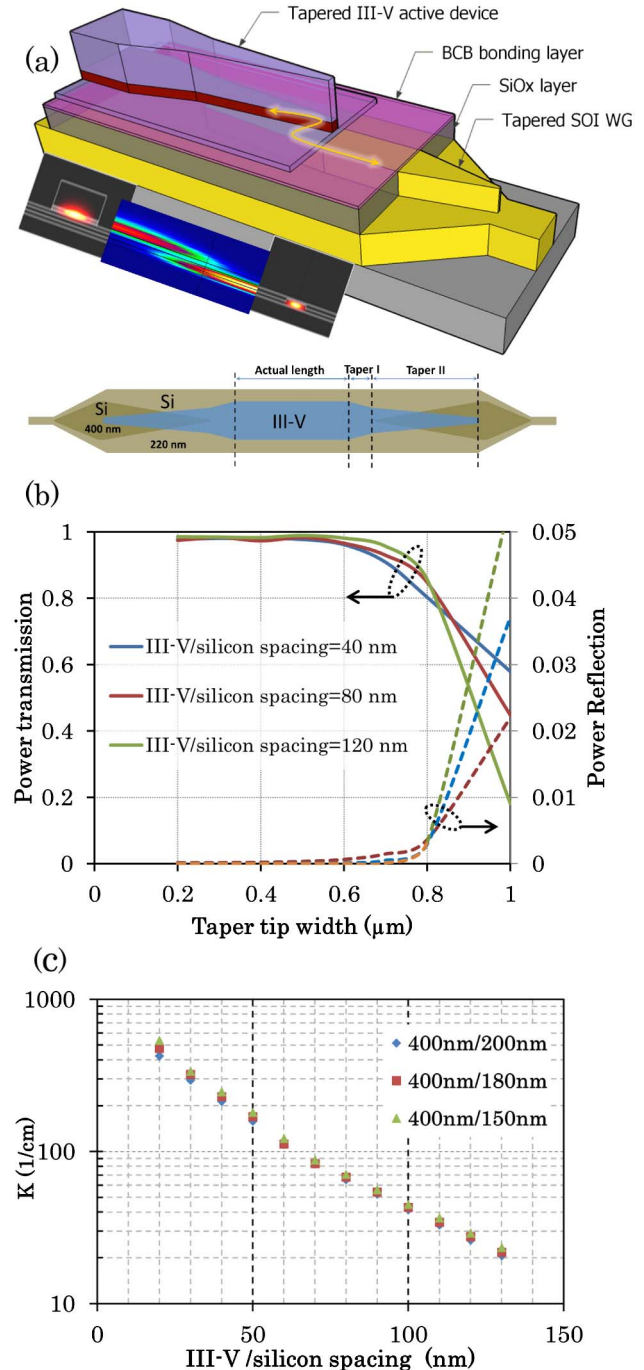 (a)
Tapered III-V active device
BCB bonding layer
SiOx layer
Tapered SOI WG
Actual length
Taper I
Taper II
Si
Si
400 nm
220 nm
III-V
(b)
1
0.8
0.6
0.4
0.2
0
Power transmission
0.05
0.04
0.03
0.02
0.01
0
Power Reflection
III-V/silicon spacing=40 nm
III-V/silicon spacing=80 nm
III-V/silicon spacing=120 nm
0 0.2 0.4 0.6 0.8 1
Taper tip width (µm)
(c)
1000
100
10
K (1/cm)
400nm/200nm
400nm/180nm
400nm/150nm
0 50 100 150
III-V /silicon spacing (nm)